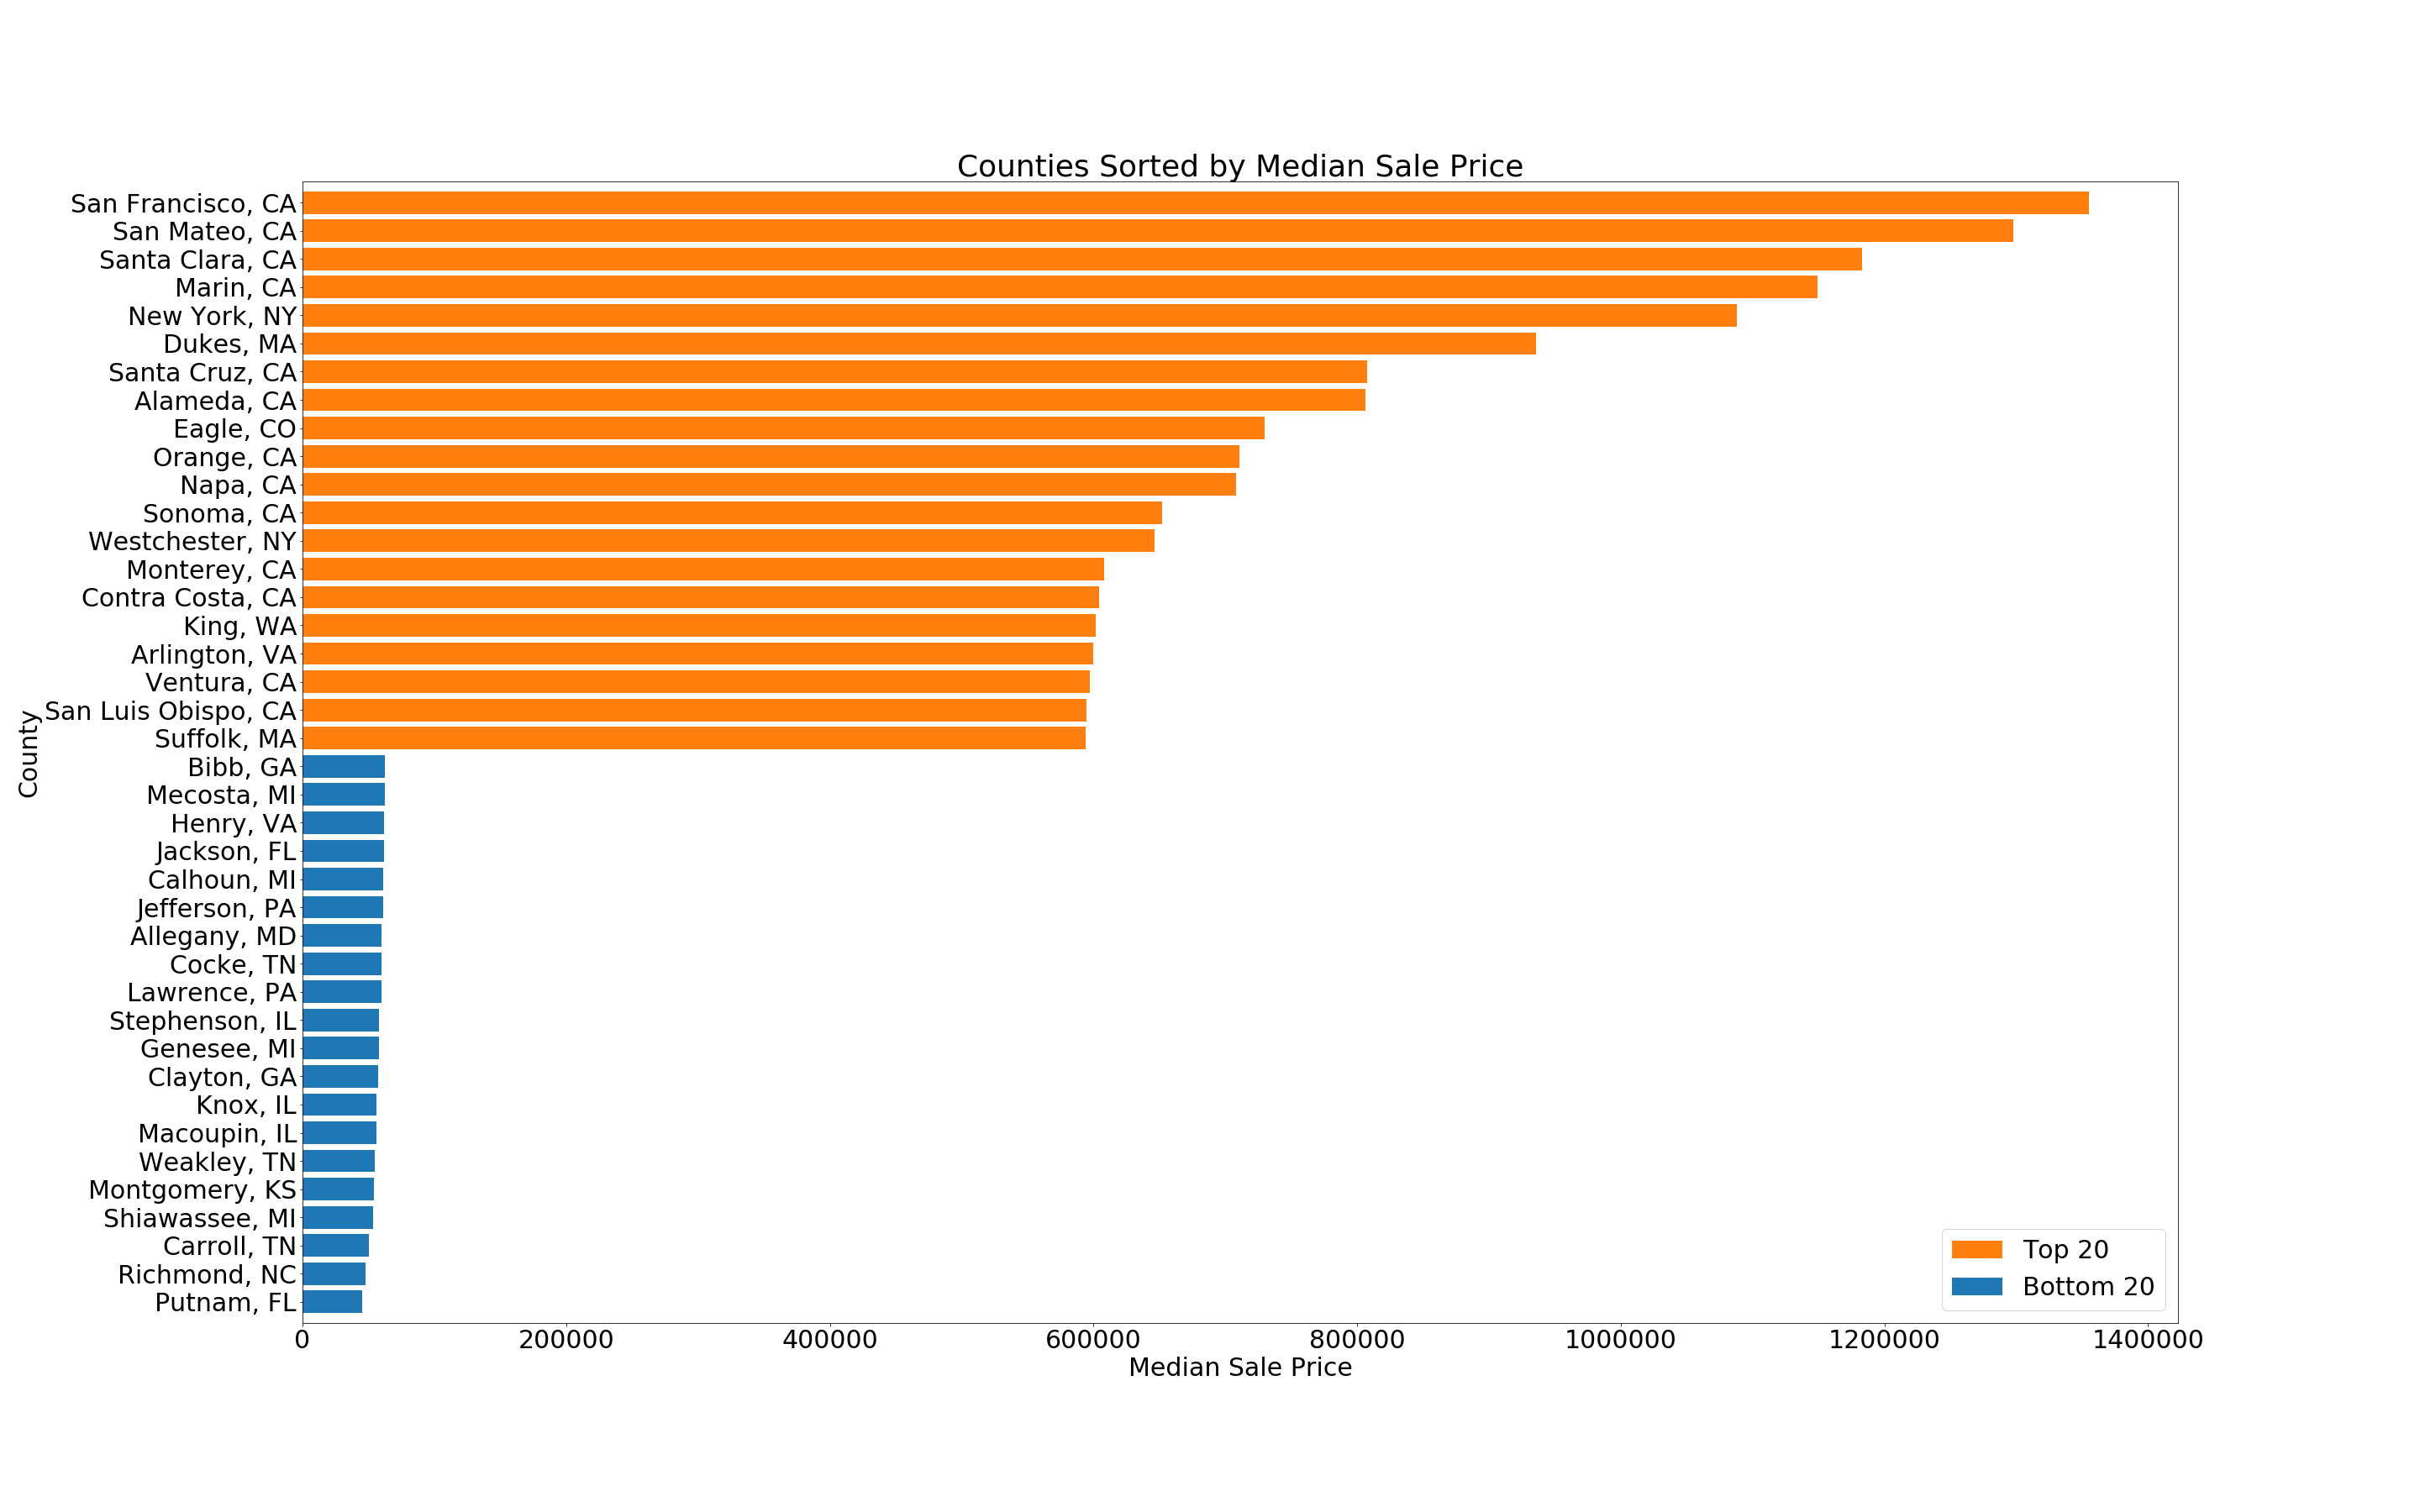 Counties Sorted by Median Sale Price
San Francisco, CA
San Mateo, CA
Santa Clara, CA
Marin, CA
New York, NY
Dukes, MA
Santa Cruz, CA
Alameda, CA
Eagle, CO
Orange, CA
Napa, CA
Sonoma, CA
Westchester, NY
Monterey, CA
Contra Costa, CA
King, WA
Arlington, VA
Ventura, CA
San Luis Obispo, CA
Suffolk, MA
Bibb, GA
Mecosta, MI
Henry, VA
Jackson, FL
Calhoun, MI
Jefferson, PA
Allegany, MD
Cocke, TN
Lawrence, PA
Stephenson, IL
Genesee, MI
Clayton, GA
Knox, IL
Macoupin, IL
Weakley, TN
Montgomery, KS
Shiawassee, MI
Carroll, TN
Richmond, NC
Putnam, FL
County
Top 20
Bottom 20
0 200000 400000 600000 800000 1000000 1200000 1400000
Median Sale Price